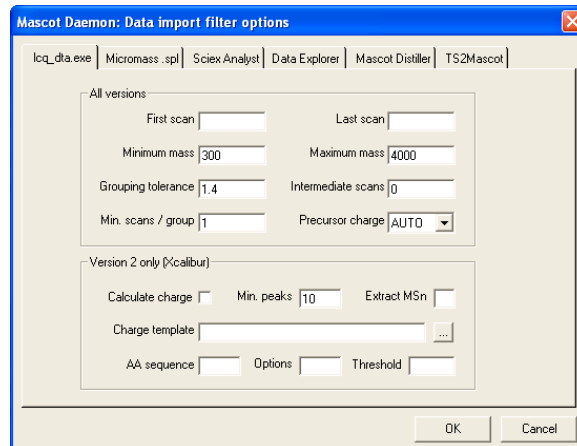 Mascot Daemon: Data import filter options
lcq_dta.exe Micromass .spl Sciex Analyst Data Explorer Mascot Distiller TS2Mascot
All versions
First scan Last scan
Minimum mass 300 Maximum mass 4000
Grouping tolerance 1.4 Intermediate scans 0
Min. scans / group 1 Precursor charge AUTO
Version 2 only (Xcalibur)
Calculate charge Min. peaks 10 Extract MSn
Charge template ...
AA sequence Options Threshold
OK Cancel